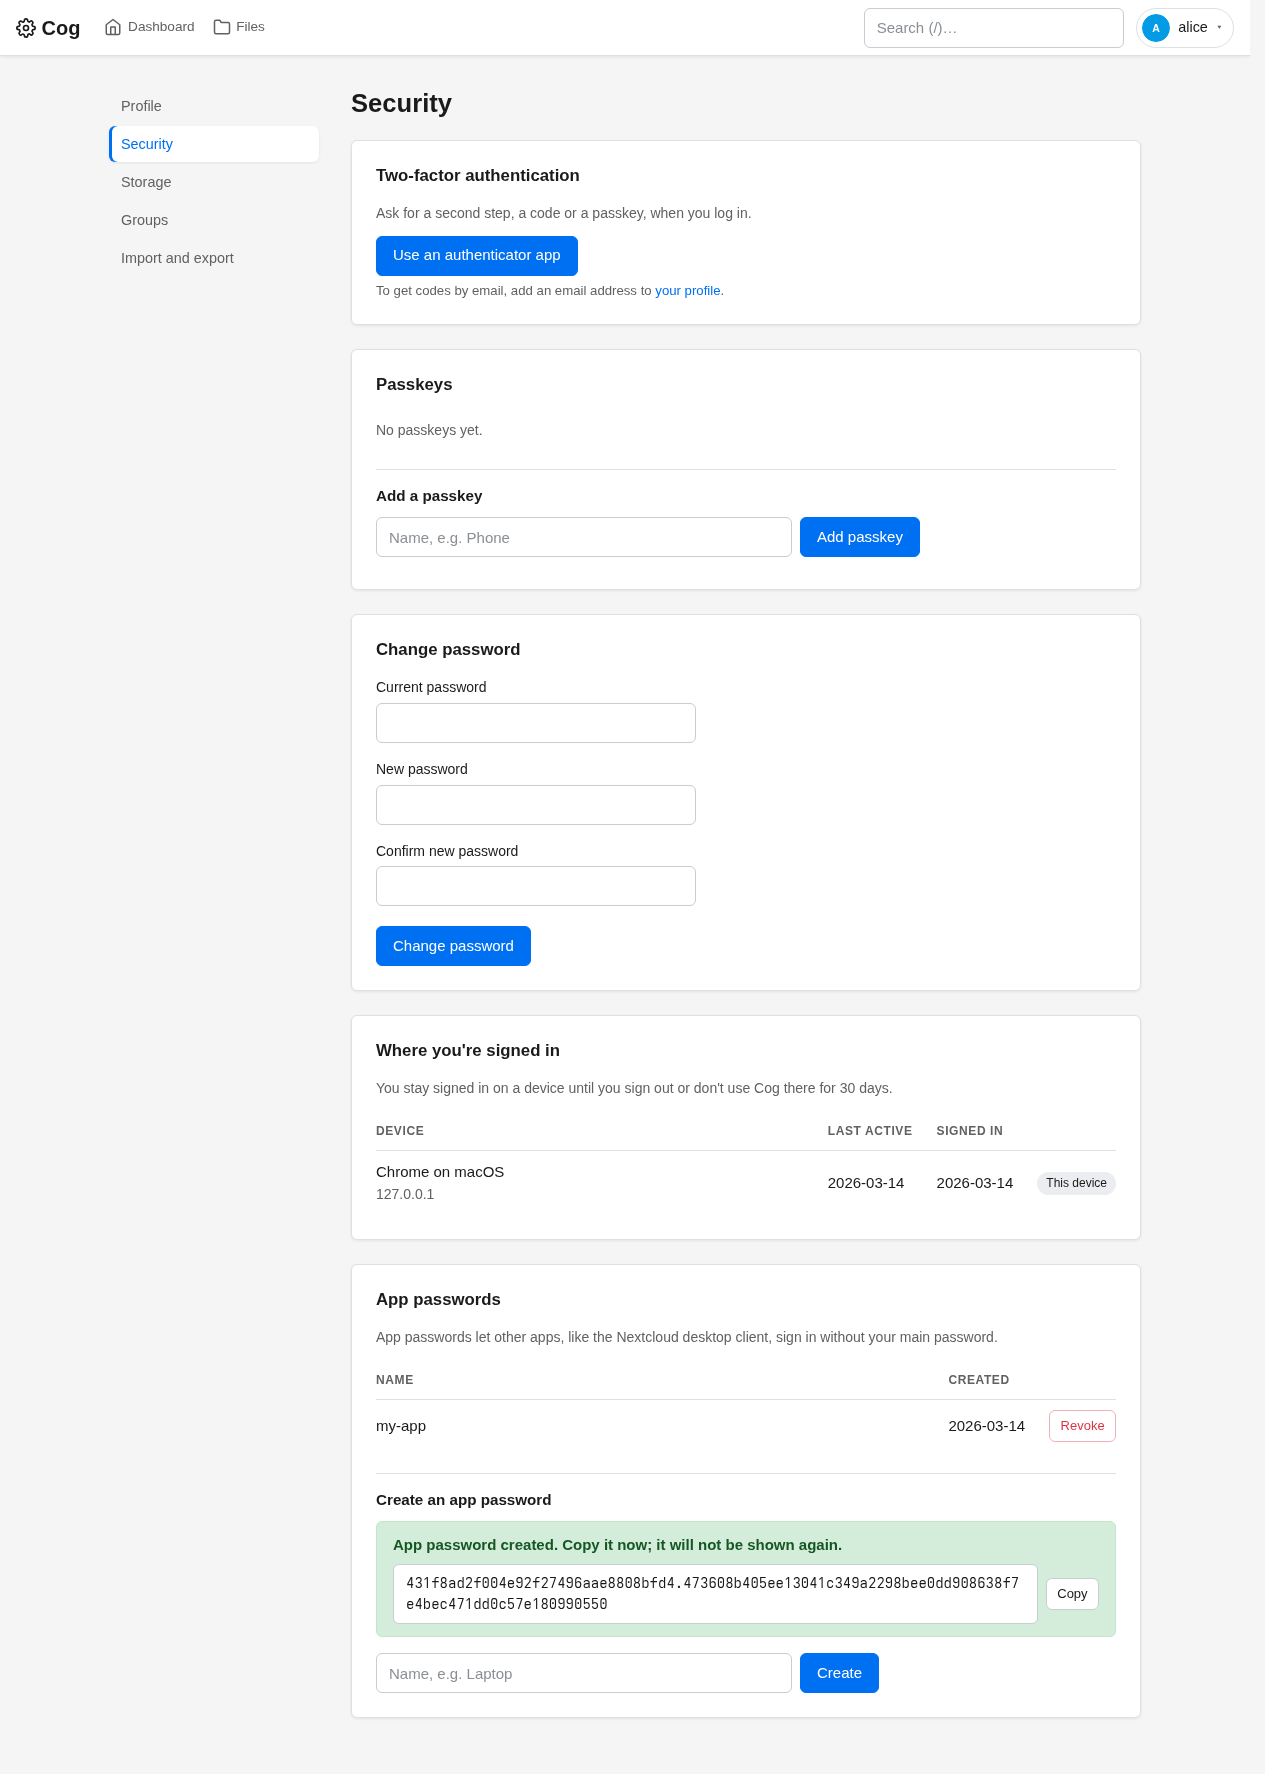 Cog
Dashboard
Files
Search (/)…
A
alice
Profile
Security
Storage
Groups
Import and export
Security
Two-factor authentication
Ask for a second step, a code or a passkey, when you log in.
Use an authenticator app
To get codes by email, add an email address to your profile.
Passkeys
No passkeys yet.
Add a passkey
Name, e.g. Phone
Add passkey
Change password
Current password
New password
Confirm new password
Change password
Where you're signed in
You stay signed in on a device until you sign out or don't use Cog there for 30 days.
DEVICE LAST ACTIVE SIGNED IN
Chrome on macOS
127.0.0.1
2026-03-14 2026-03-14 This device
App passwords
App passwords let other apps, like the Nextcloud desktop client, sign in without your main password.
NAME CREATED
my-app 2026-03-14 Revoke
Create an app password
App password created. Copy it now; it will not be shown again.
431f8ad2f004e92f27496aae8808bfd4.473608b405ee13041c349a2298bee0dd908638f7
e4bec471dd0c57e180990550
Copy
Name, e.g. Laptop
Create